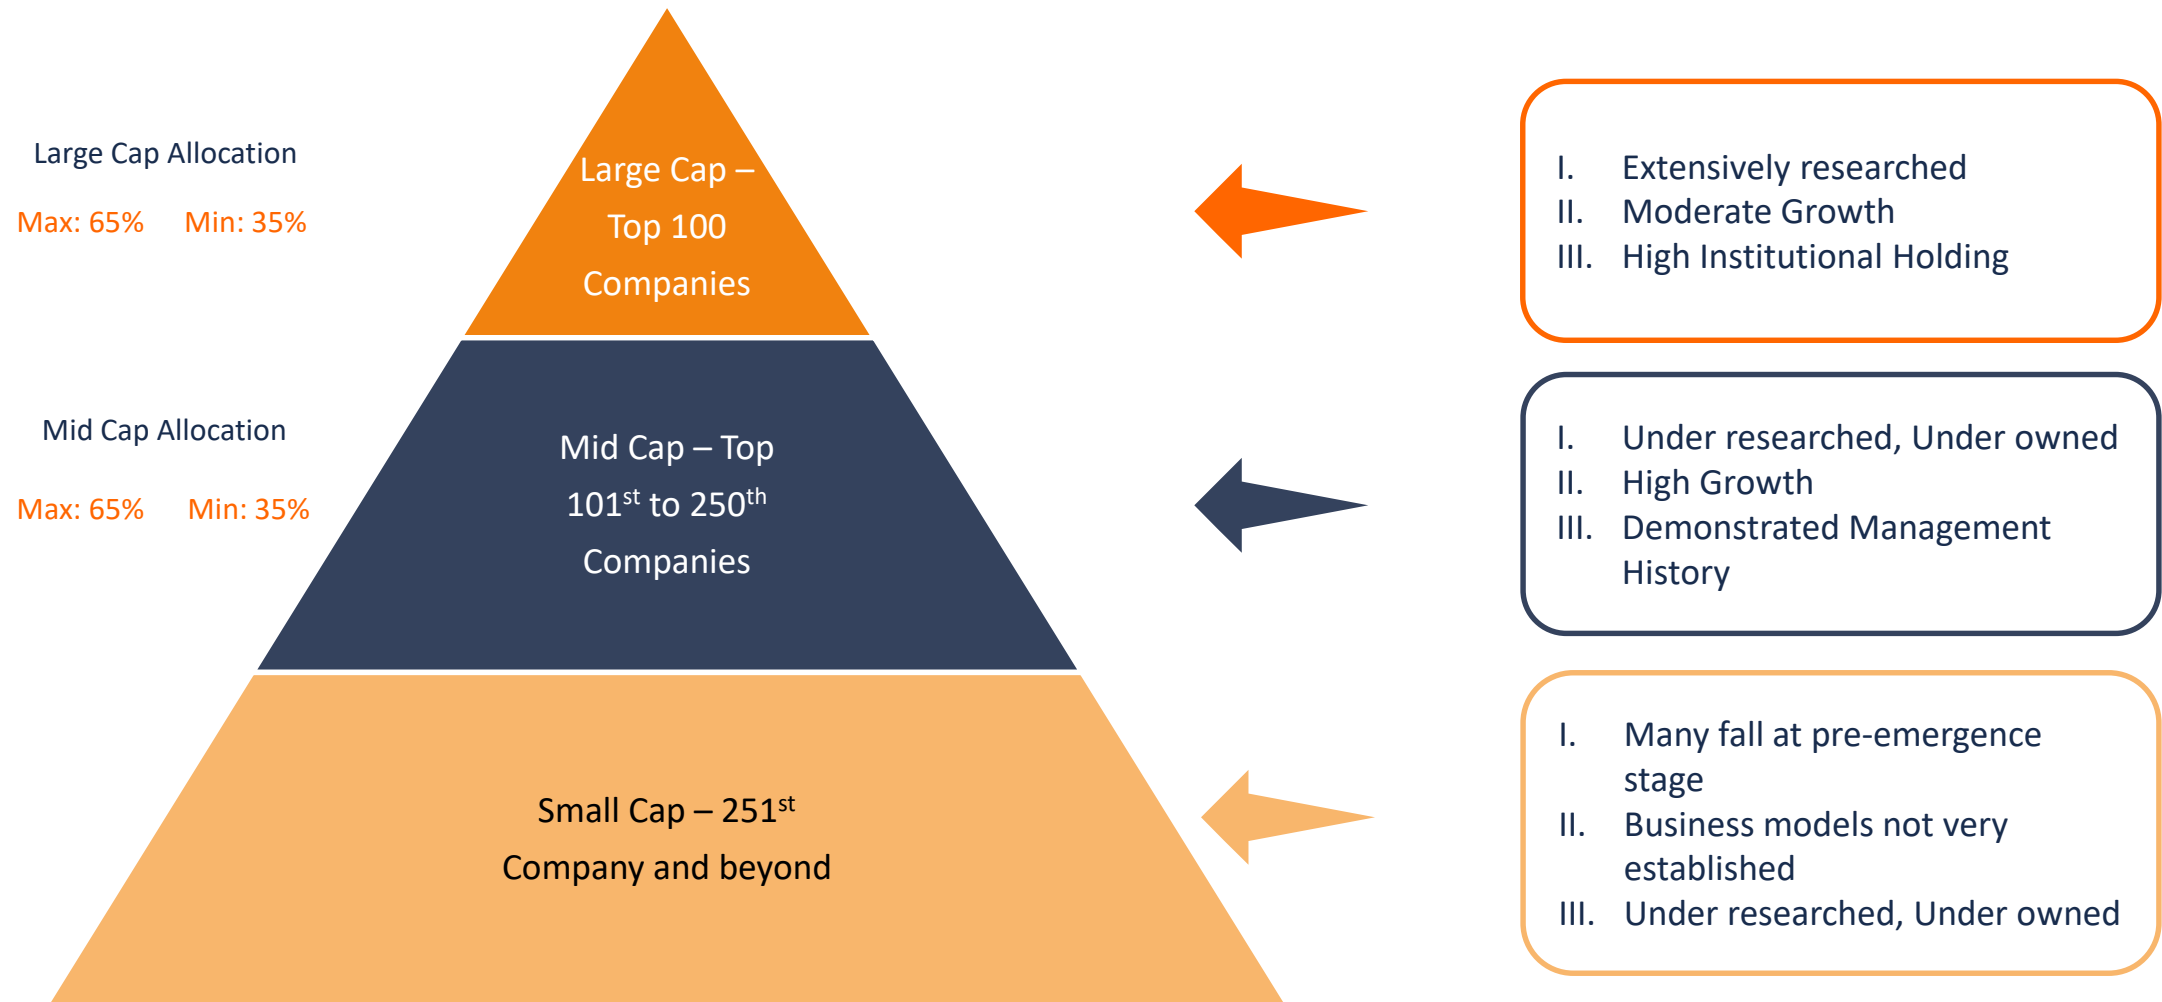 Large Cap Allocation
Max: 65% Min: 35%
Large Cap –
Top 100
Companies
I. Extensively researched
II. Moderate Growth
III. High Institutional Holding
Mid Cap Allocation
Max: 65% Min: 35%
Mid Cap – Top
101st to 250th
Companies
I. Under researched, Under owned
II. High Growth
III. Demonstrated Management
History
Small Cap – 251st
Company and beyond
I. Many fall at pre-emergence
stage
II. Business models not very
established
III. Under researched, Under owned